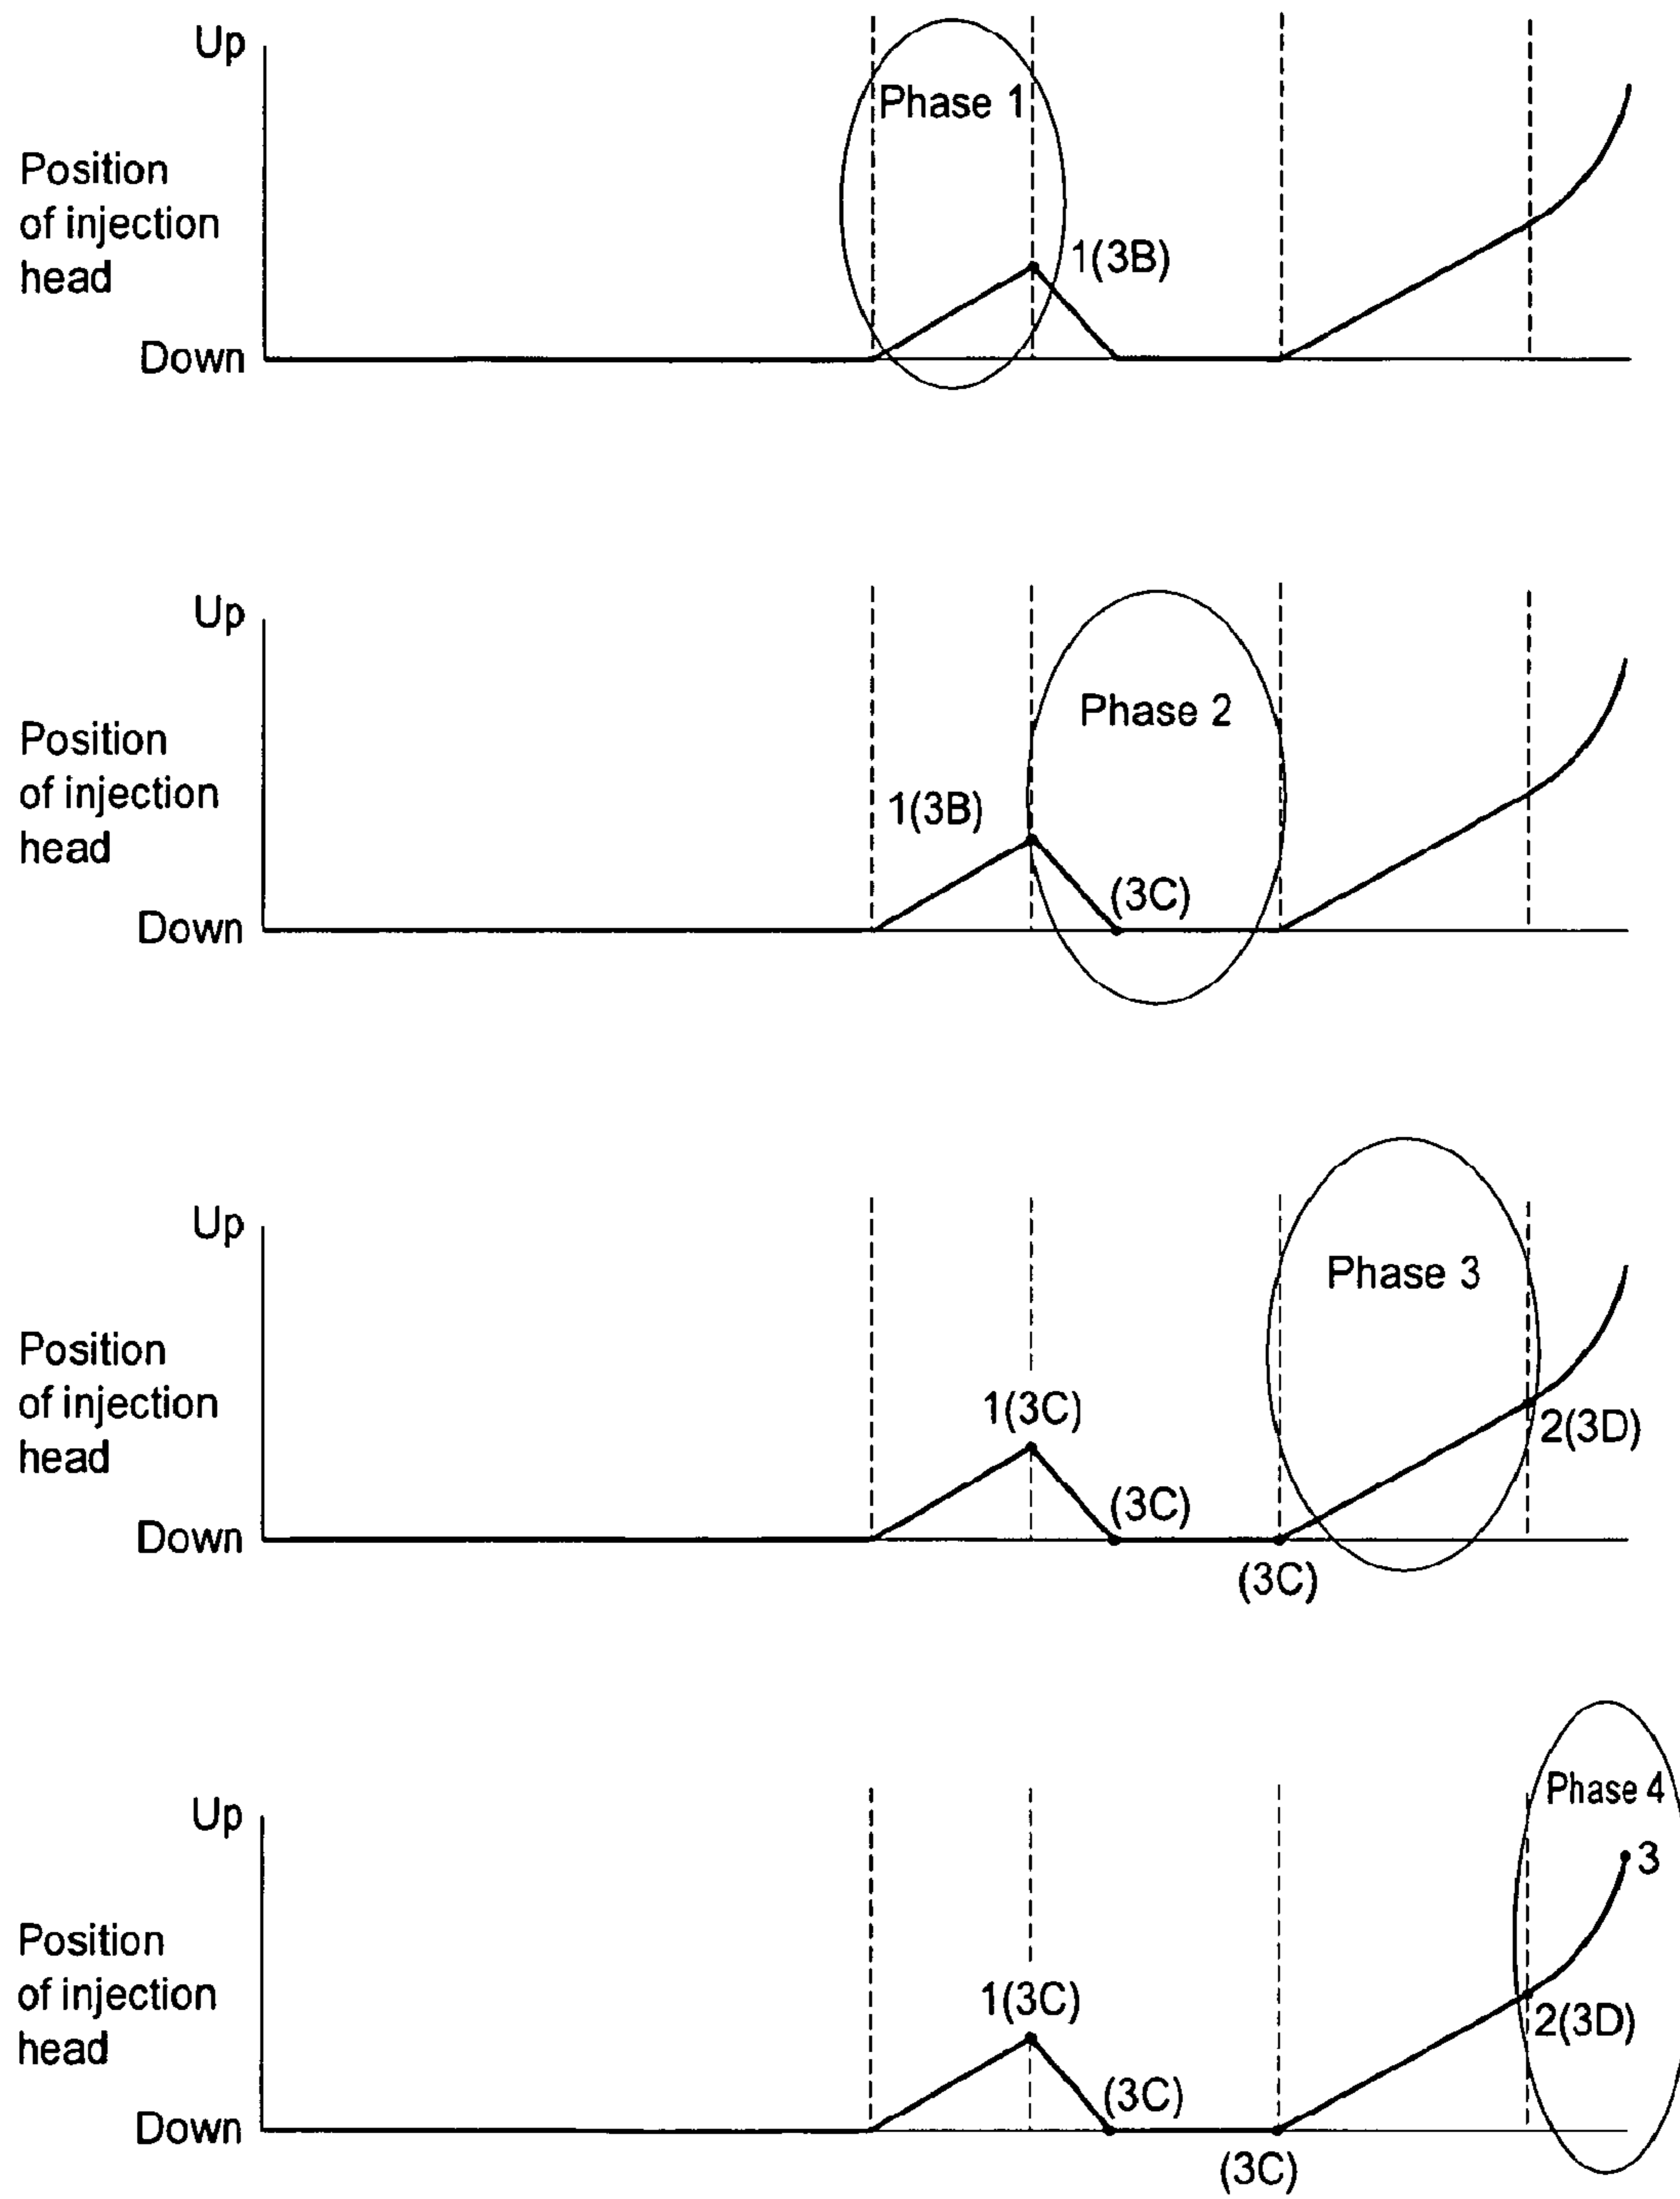 Up
Phase 1
Position
of injection
head
1(3B)
Down
Up
Phase 2
Position
of injection
head
1(3B)
(3C)
Down
Up
Phase 3
Position
of injection
head
1(3C)
2(3D)
(3C)
Down
(3C)
Up
Phase 4
3
Position
of injection
head
1(3C)
2(3D)
(3C)
Down
(3C)